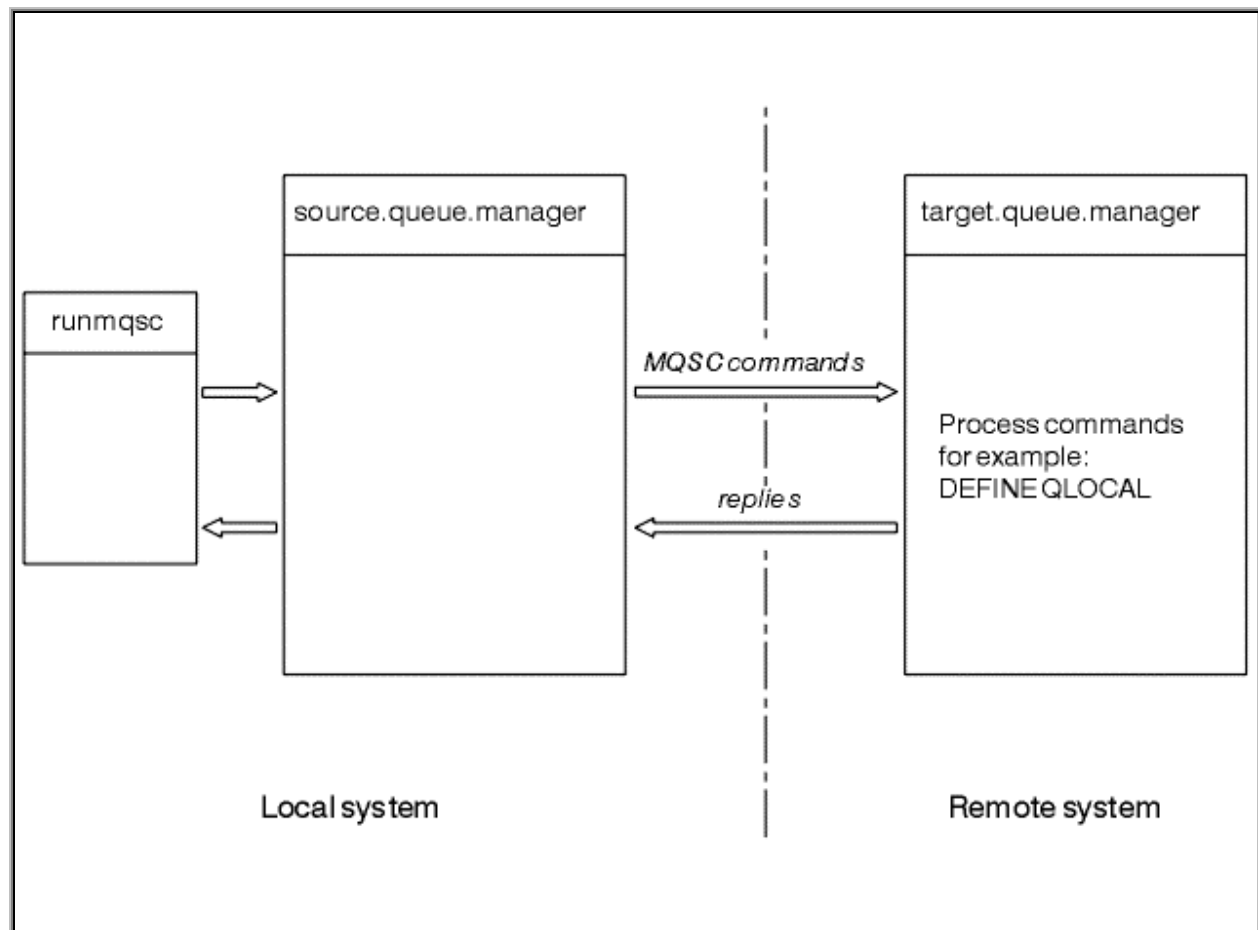 source.queue.manager
target.queue.manager
runmqsc
MQSC commands
Process commands
for example:
DEFINE QLOCAL
replies
Local system
Remote system